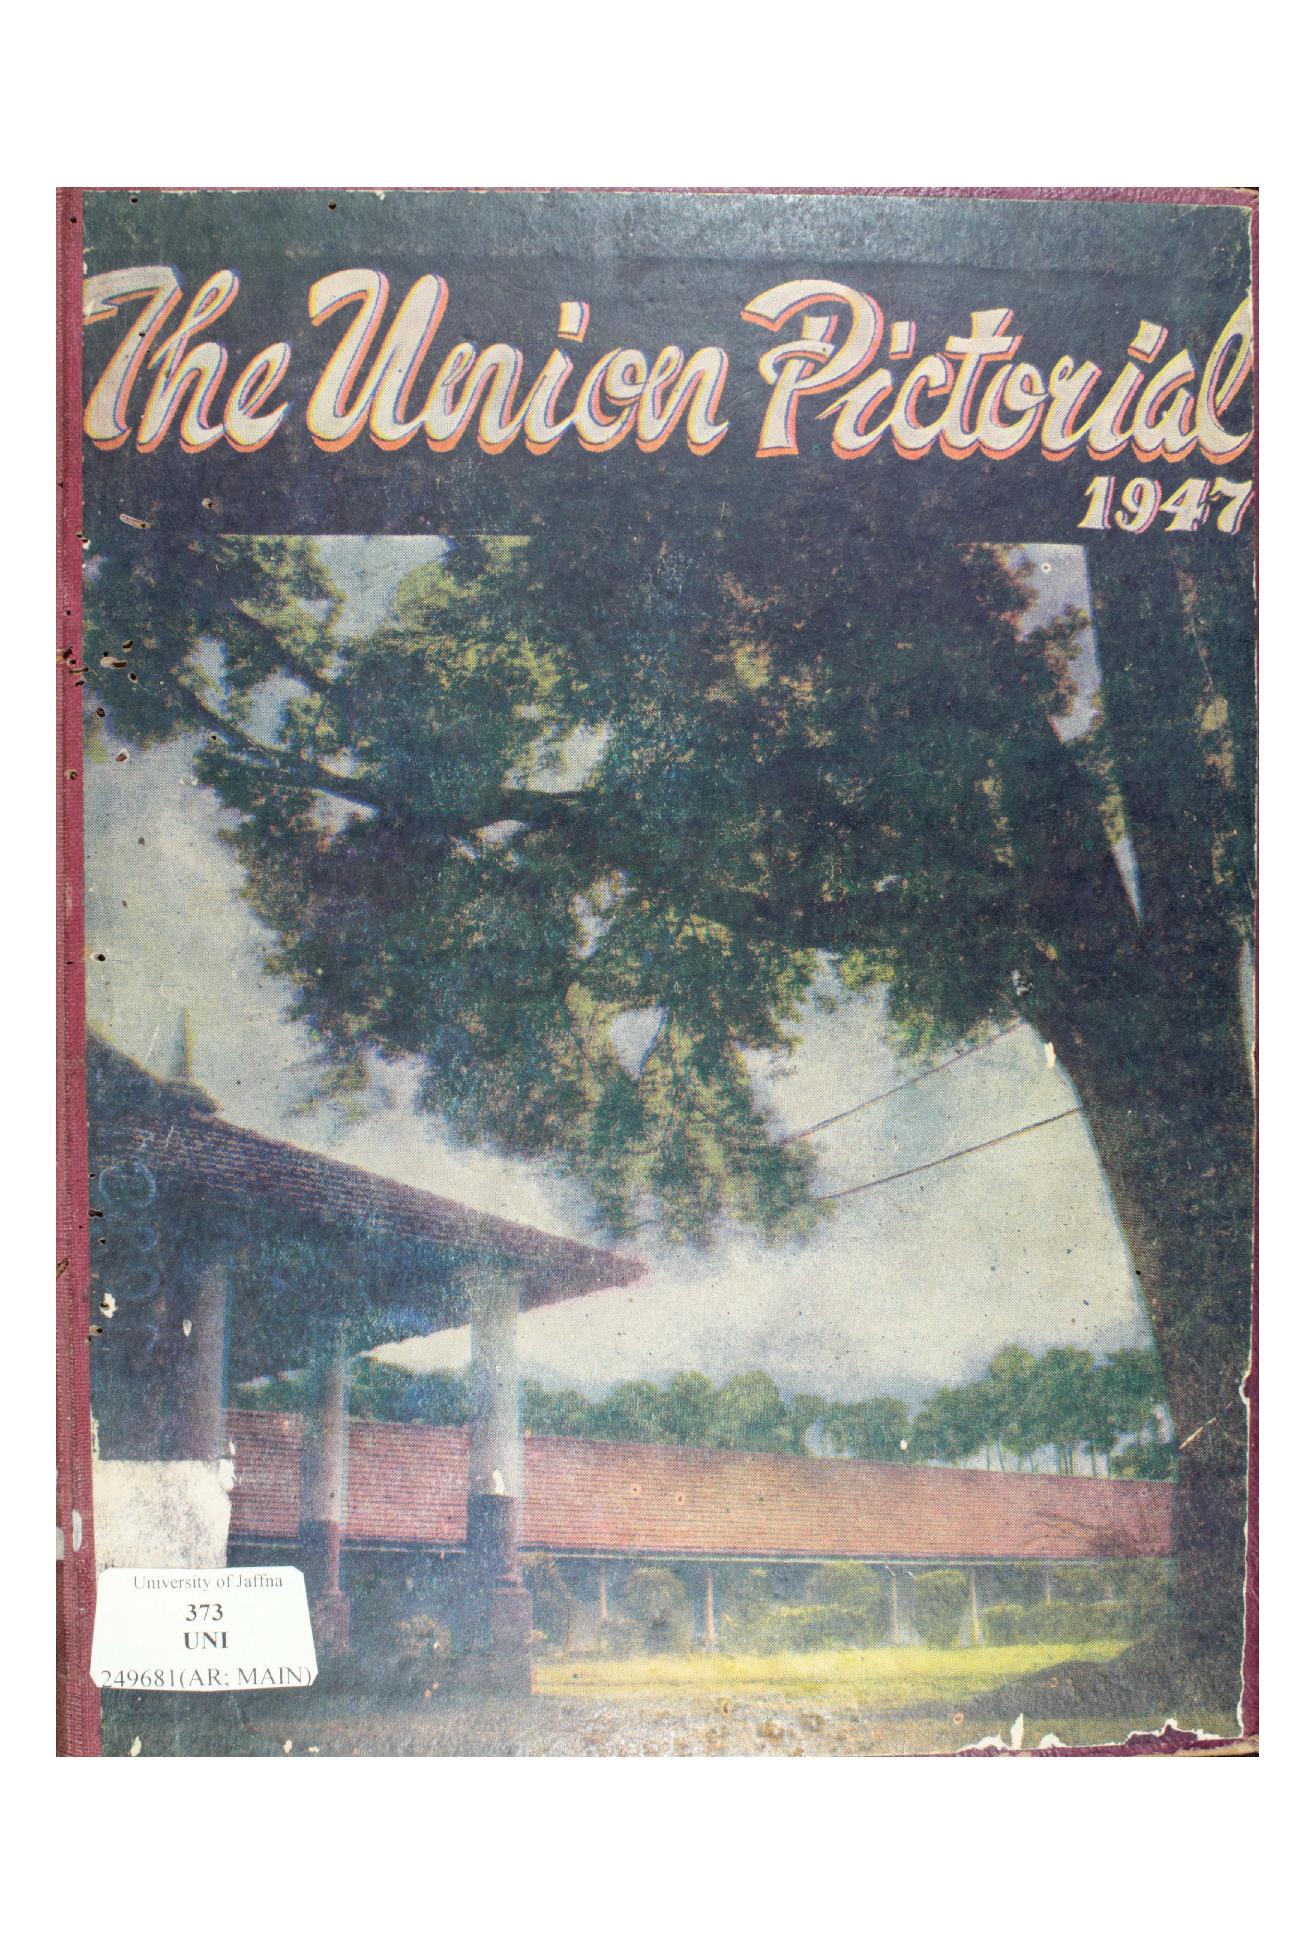 The Union Pictorial
1947
University of Jaffna
373
UNI
249681(AR; MAIN)